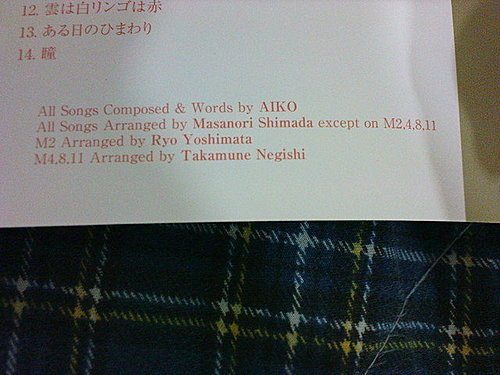 12. 雲は白リンゴは赤
13. ある日のひまわり
14. 瞳
All Songs Composed & Words by AIKO
All Songs Arranged by Masanori Shimada except on M2,4,8,11
M2 Arranged by Ryo Yoshimata
M4,8,11 Arranged by Takamune Negishi